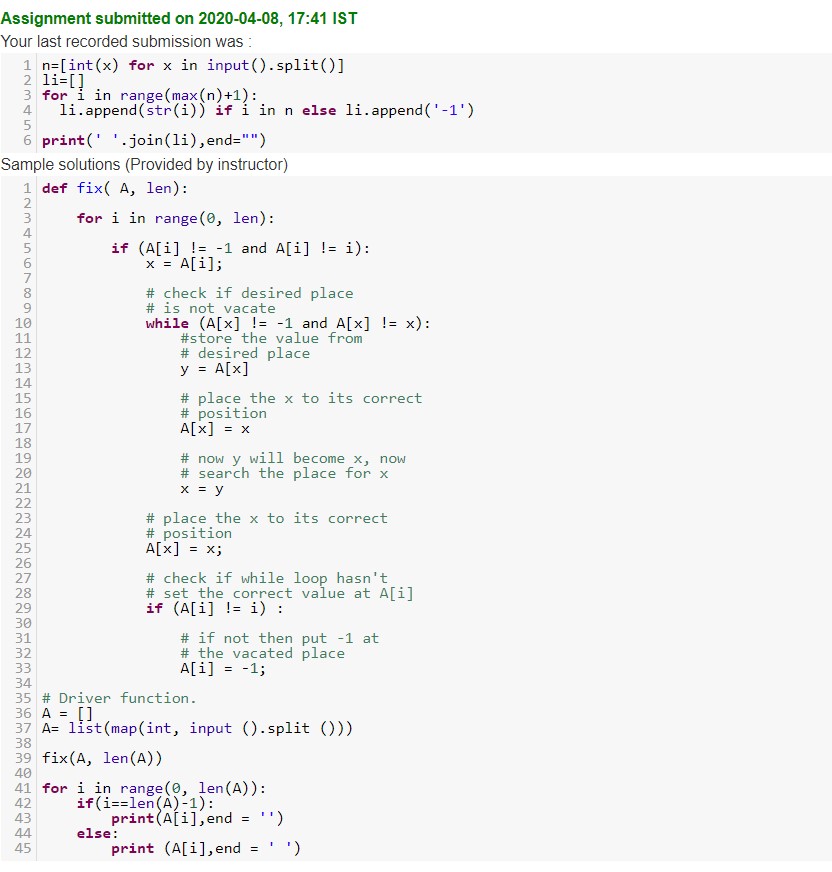 Assignment submitted on 2020-04-08, 17:41 IST
Your last recorded submission was :
1 n=[int(x) for x in input().split()]
2 li=[]
3 for i in range(max(n)+1):
4   li.append(str(i)) if i in n else li.append('-1')
5
6 print(' '.join(li),end="")
Sample solutions (Provided by instructor)
1 def fix( A, len):
2
3     for i in range(0, len):
4
5         if (A[i] != -1 and A[i] != i):
6             x = A[i];
7
8             # check if desired place
9             # is not vacate
10             while (A[x] != -1 and A[x] != x):
11                 #store the value from
12                 # desired place
13                 y = A[x]
14
15                 # place the x to its correct
16                 # position
17                 A[x] = x
18
19                 # now y will become x, now
20                 # search the place for x
21                 x = y
22
23             # place the x to its correct
24             # position
25             A[x] = x;
26
27             # check if while loop hasn't
28             # set the correct value at A[i]
29             if (A[i] != i) :
30
31                 # if not then put -1 at
32                 # the vacated place
33                 A[i] = -1;
34
35 # Driver function.
36 A = []
37 A= list(map(int, input ().split ()))
38
39 fix(A, len(A))
40
41 for i in range(0, len(A)):
42     if(i==len(A)-1):
43         print(A[i],end = '')
44     else:
45         print (A[i],end = ' ')